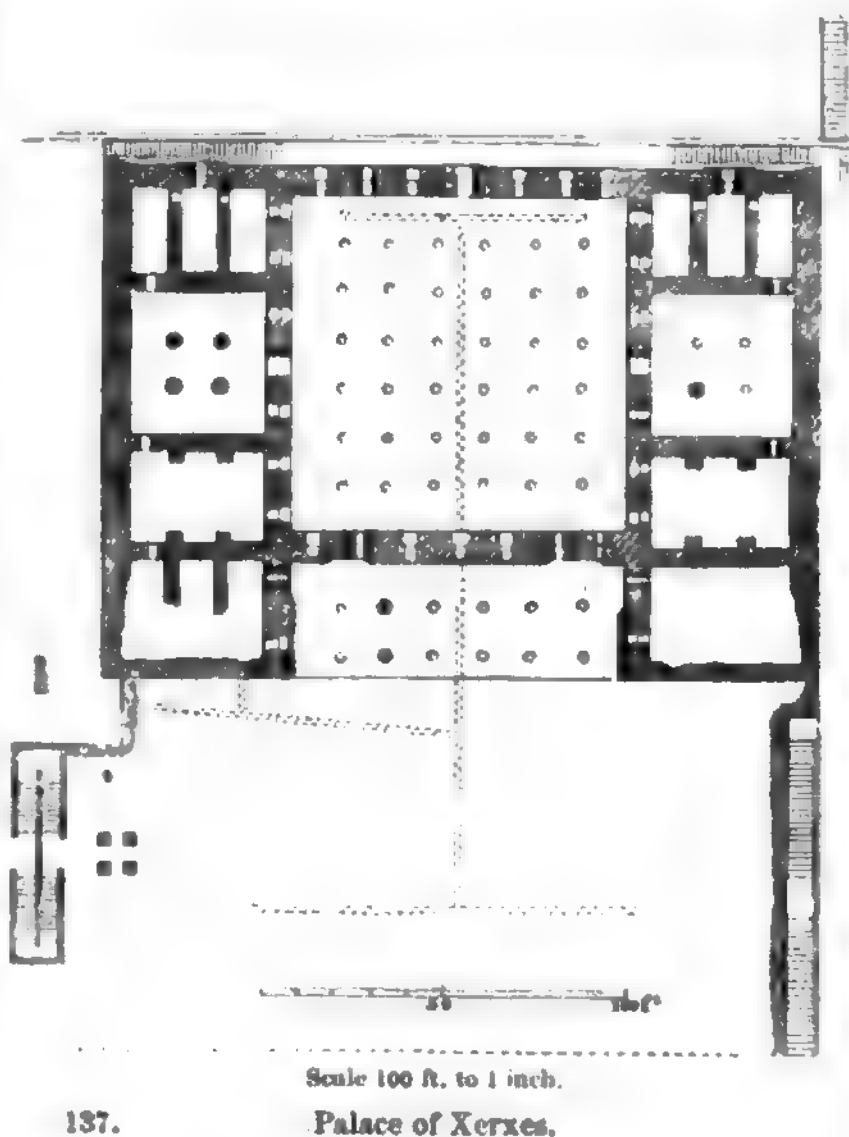 Scale 100 ft. to 1 inch.
137. Palace of Xerxes.